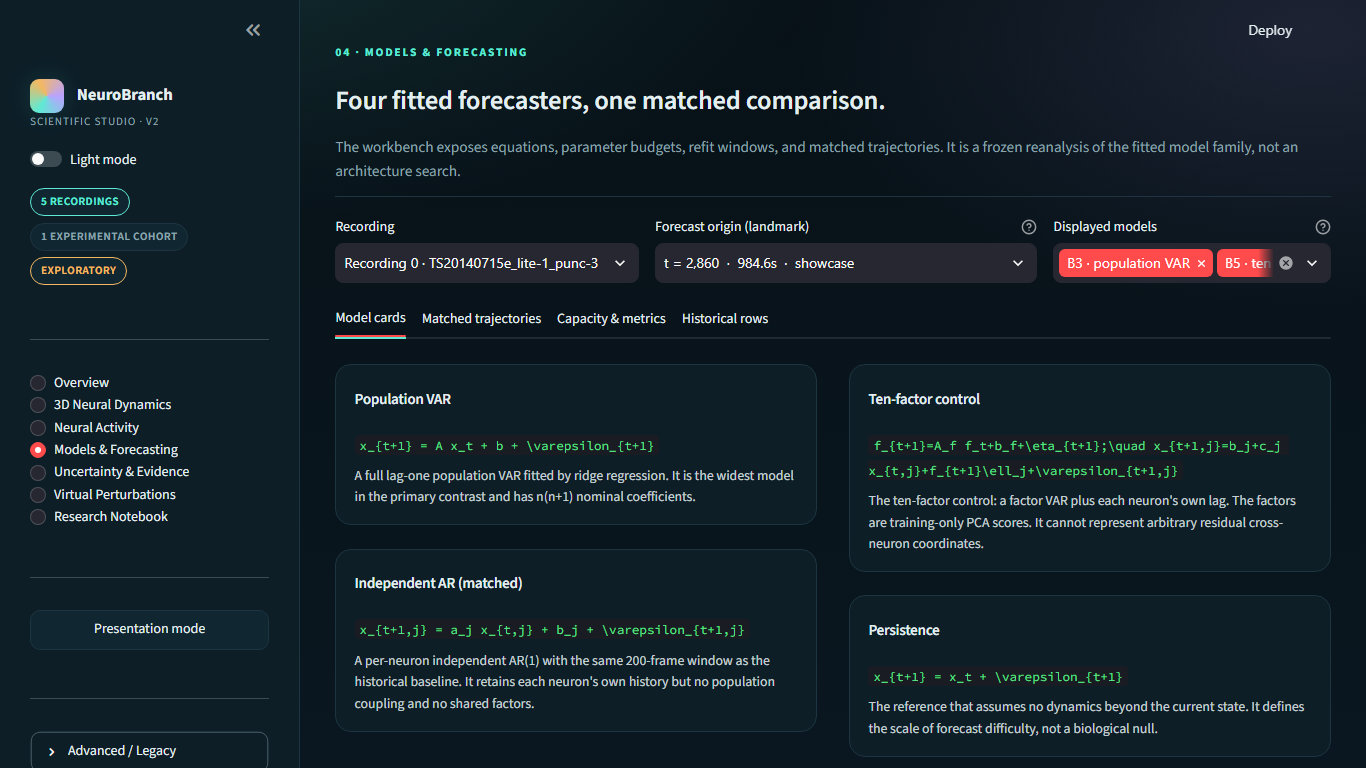 Deploy
NeuroBranch
SCIENTIFIC STUDIO · V2
Light mode
5 RECORDINGS
1 EXPERIMENTAL COHORT
EXPLORATORY
Overview
3D Neural Dynamics
Neural Activity
Models & Forecasting
Uncertainty & Evidence
Virtual Perturbations
Research Notebook
Presentation mode
Advanced / Legacy
04 · MODELS & FORECASTING
Four fitted forecasters, one matched comparison.
The workbench exposes equations, parameter budgets, refit windows, and matched trajectories. It is a frozen reanalysis of the fitted model family, not an
architecture search.
Recording
Recording 0 · TS20140715e_lite-1_punc-3
Forecast origin (landmark)
t = 2,860 · 984.6s · showcase
Displayed models
B3 · population VAR
B5 · ten
Model cards
Matched trajectories
Capacity & metrics
Historical rows
Population VAR
x_{t+1} = A x_t + b + \varepsilon_{t+1}
A full lag-one population VAR fitted by ridge regression. It is the widest model
in the primary contrast and has n(n+1) nominal coefficients.
Independent AR (matched)
x_{t+1,j} = a_j x_{t,j} + b_j + \varepsilon_{t+1,j}
A per-neuron independent AR(1) with the same 200-frame window as the
historical baseline. It retains each neuron's own history but no population
coupling and no shared factors.
Ten-factor control
f_{t+1}=A_f f_t+b_f+\eta_{t+1};\quad x_{t+1,j}=b_j+c_j
x_{t,j}+f_{t+1}\ell_j+\varepsilon_{t+1,j}
The ten-factor control: a factor VAR plus each neuron's own lag. The factors
are training-only PCA scores. It cannot represent arbitrary residual cross-
neuron coordinates.
Persistence
x_{t+1} = x_t + \varepsilon_{t+1}
The reference that assumes no dynamics beyond the current state. It defines
the scale of forecast difficulty, not a biological null.